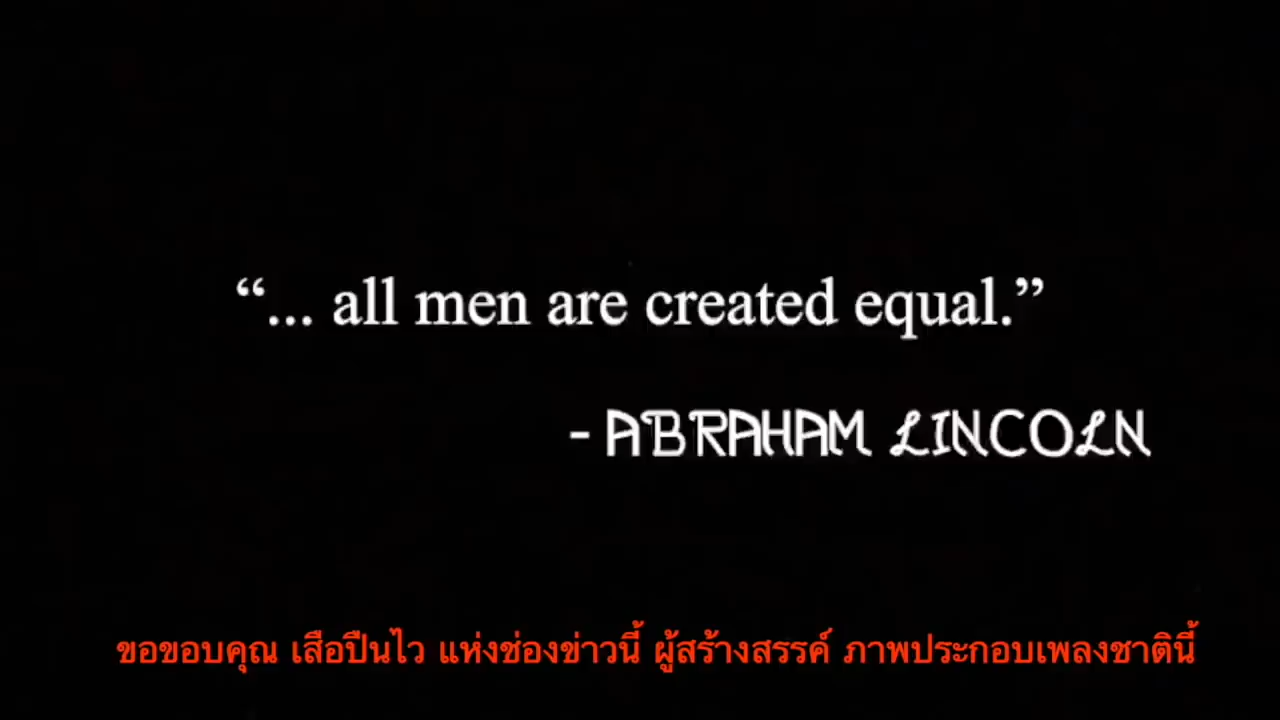 “... all men are created equal.”
- ABRAHAM LINCOLN
ขอขอบคุณ เสือปืนไว แห่งช่องข่าวนี้ ผู้สร้างสรรค์ ภาพประกอบเพลงชาตินี้